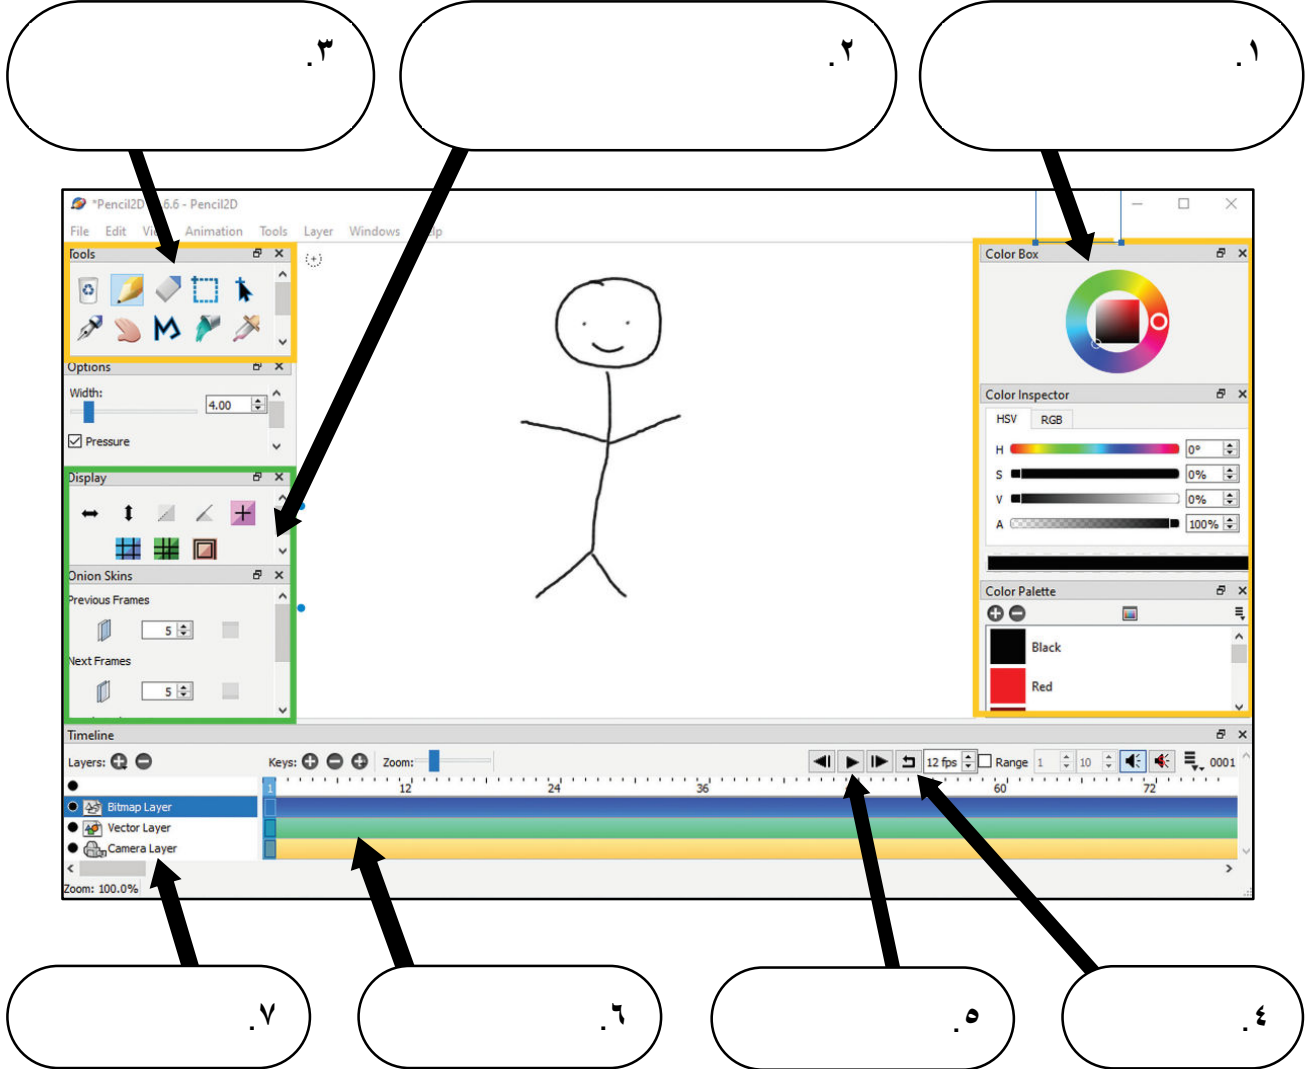 .٣
.٢
.١
*Pencil2D 6.6 - Pencil2D
File Edit Animation Tools Layer Windows
Tools
Color Box
Options
Width:
4.00
Pressure
Color Inspector
HSV RGB
H 0°
S 0%
V 0%
A 100%
Display
Onion Skins
Previous Frames
5
Next Frames
5
Color Palette
Black
Red
Timeline
Layers: Keys: Zoom: 12 fps Range 1 10 0001
1 12 24 36 60 72
Bitmap Layer
Vector Layer
Camera Layer
Zoom: 100.0%
.٧
.٦
.٥
.٤